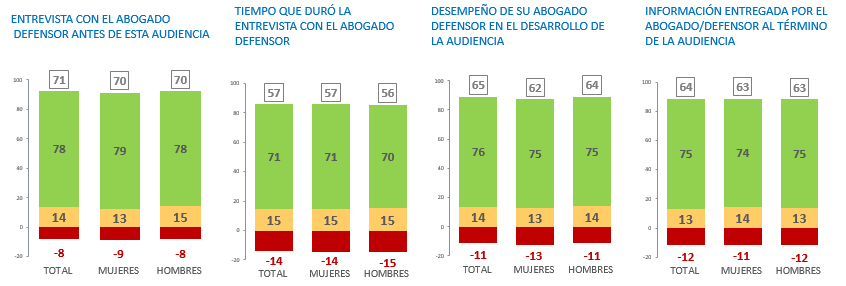 ENTREVISTA CON EL ABOGADO
DEFENSOR ANTES DE ESTA AUDIENCIA
71 70 70
100
80
60
40
20
0
-20
78 79 78
14 13 15
-8 -9 -8
TOTAL MUJERES HOMBRES
TIEMPO QUE DURÓ LA
ENTREVISTA CON EL ABOGADO
DEFENSOR
57 57 56
100
80
60
40
20
0
-20
71 71 70
15 15 15
-14 -14 -15
TOTAL MUJERES HOMBRES
DESEMPEÑO DE SU ABOGADO
DEFENSOR EN EL DESARROLLO DE
LA AUDIENCIA
65 62 64
100
80
60
40
20
0
-20
76 75 75
14 13 14
-11 -13 -11
TOTAL MUJERES HOMBRES
INFORMACIÓN ENTREGADA POR EL
ABOGADO/DEFENSOR AL TÉRMINO
DE LA AUDIENCIA
64 63 63
100
80
60
40
20
0
-20
75 74 75
13 14 13
-12 -11 -12
TOTAL MUJERES HOMBRES